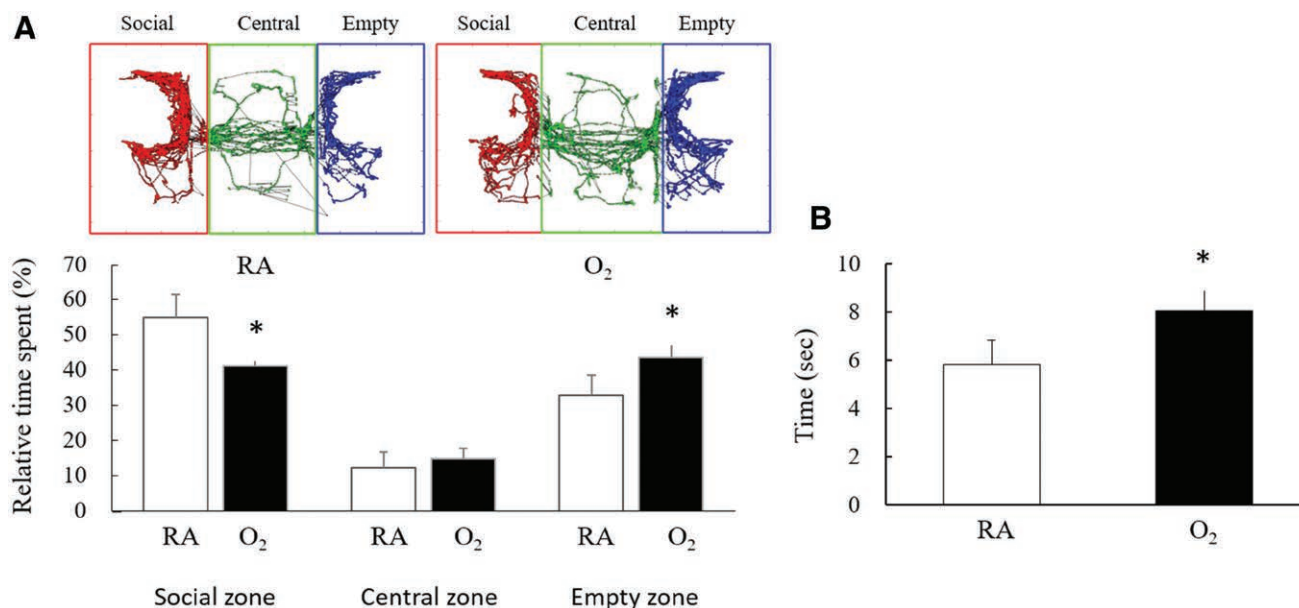 A
Social Central Empty Social Central Empty
RA O₂
Relative time spent (%)
70
60
50
40
30
20
10
0
* *
RA O₂ RA O₂ RA O₂
Social zone Central zone Empty zone
B
Time (sec)
10
8
6
4
2
0
*
RA O₂